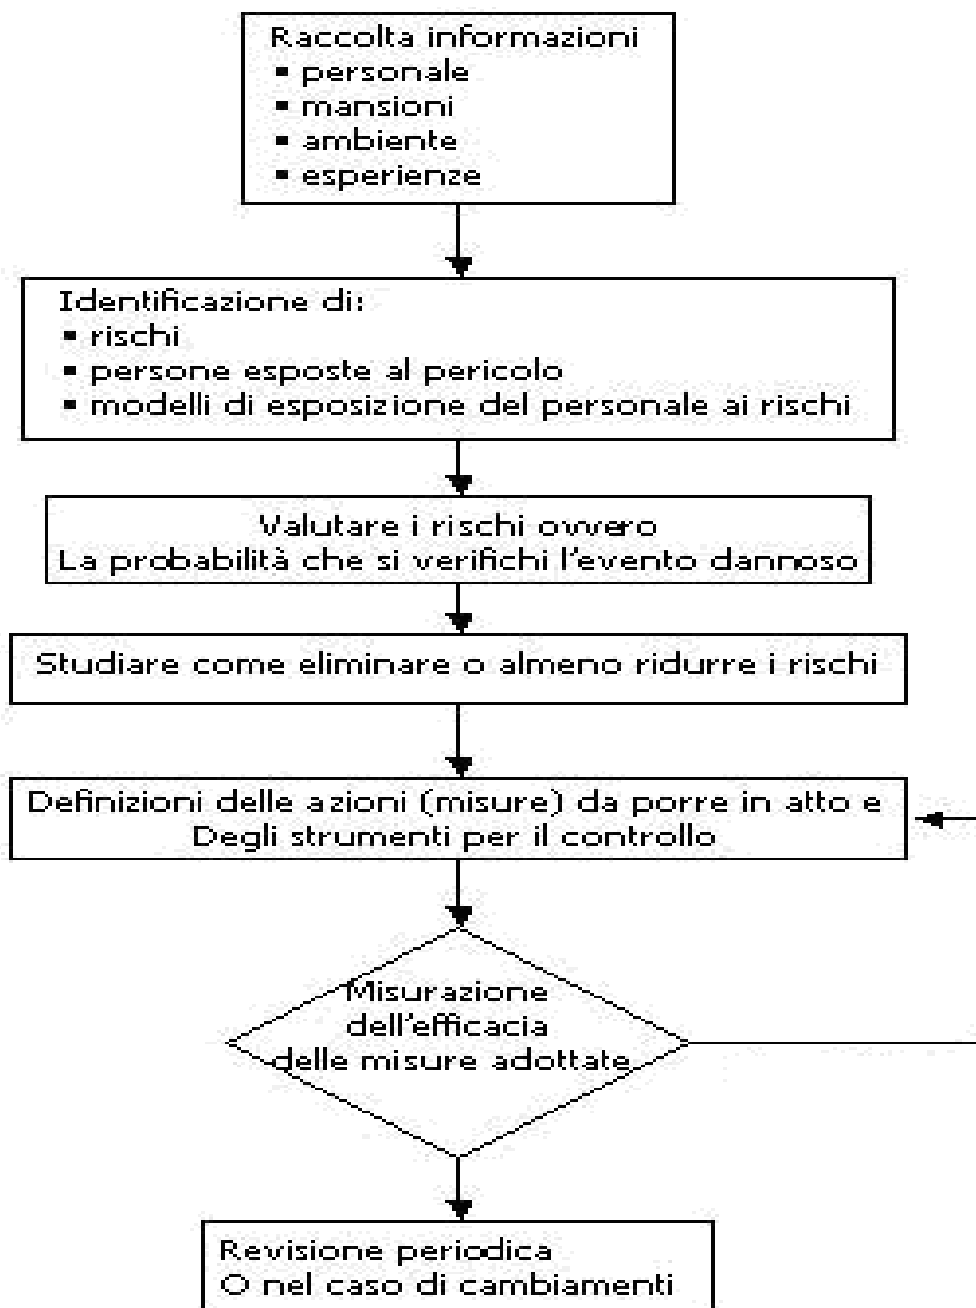 Raccolta informazioni
▪ personale
▪ mansioni
▪ ambiente
▪ esperienze
Identificazione di:
▪ rischi
▪ persone esposte al pericolo
▪ modelli di esposizione del personale ai rischi
Valutare i rischi ovvero
La probabilità che si verifichi l'evento dannoso
Studiare come eliminare o almeno ridurre i rischi
Definizioni delle azioni (misure) da porre in atto e
Degli strumenti per il controllo
Misurazione
dell'efficacia
delle misure adottate
Revisione periodica
O nel caso di cambiamenti